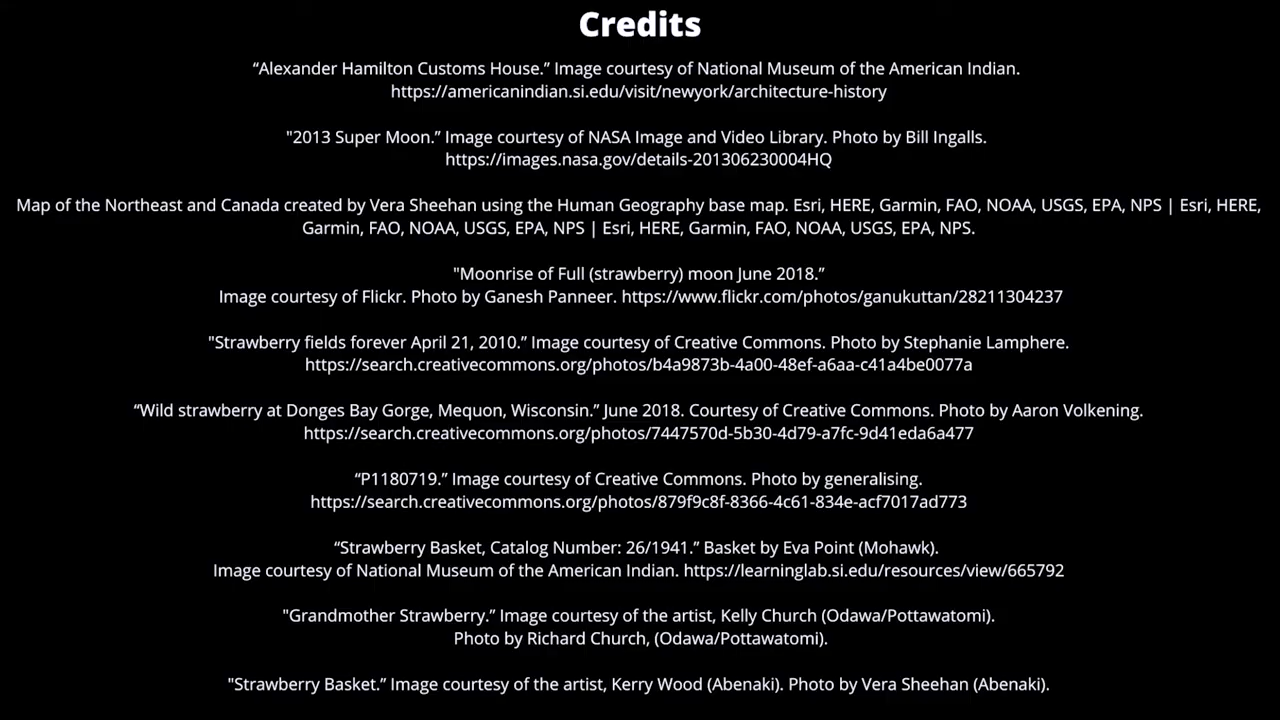 Credits
“Alexander Hamilton Customs House.” Image courtesy of National Museum of the American Indian.
https://americanindian.si.edu/visit/newyork/architecture-history
"2013 Super Moon.” Image courtesy of NASA Image and Video Library. Photo by Bill Ingalls.
https://images.nasa.gov/details-201306230004HQ
Map of the Northeast and Canada created by Vera Sheehan using the Human Geography base map. Esri, HERE, Garmin, FAO, NOAA, USGS, EPA, NPS | Esri, HERE,
Garmin, FAO, NOAA, USGS, EPA, NPS | Esri, HERE, Garmin, FAO, NOAA, USGS, EPA, NPS.
"Moonrise of Full (strawberry) moon June 2018.”
Image courtesy of Flickr. Photo by Ganesh Panneer. https://www.flickr.com/photos/ganukuttan/28211304237
"Strawberry fields forever April 21, 2010.” Image courtesy of Creative Commons. Photo by Stephanie Lamphere.
https://search.creativecommons.org/photos/b4a9873b-4a00-48ef-a6aa-c41a4be0077a
“Wild strawberry at Donges Bay Gorge, Mequon, Wisconsin.” June 2018. Courtesy of Creative Commons. Photo by Aaron Volkening.
https://search.creativecommons.org/photos/7447570d-5b30-4d79-a7fc-9d41eda6a477
“P1180719.” Image courtesy of Creative Commons. Photo by generalising.
https://search.creativecommons.org/photos/879f9c8f-8366-4c61-834e-acf7017ad773
“Strawberry Basket, Catalog Number: 26/1941.” Basket by Eva Point (Mohawk).
Image courtesy of National Museum of the American Indian. https://learninglab.si.edu/resources/view/665792
"Grandmother Strawberry.” Image courtesy of the artist, Kelly Church (Odawa/Pottawatomi).
Photo by Richard Church, (Odawa/Pottawatomi).
"Strawberry Basket.” Image courtesy of the artist, Kerry Wood (Abenaki). Photo by Vera Sheehan (Abenaki).